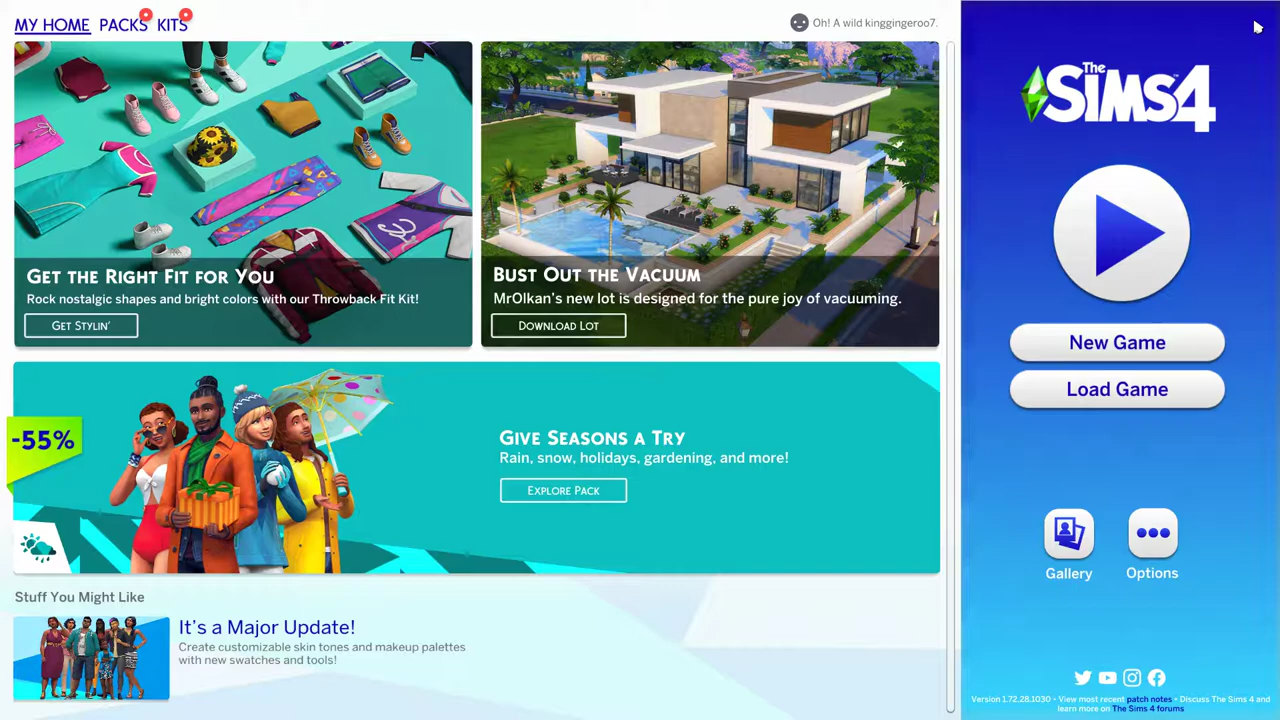 MY HOME PACKS KITS
Oh! A wild kinggingeroo7.
GET THE RIGHT FIT FOR YOU
Rock nostalgic shapes and bright colors with our Throwback Fit Kit!
GET STYLIN'
BUST OUT THE VACUUM
MrOlkan's new lot is designed for the pure joy of vacuuming.
DOWNLOAD LOT
-55%
GIVE SEASONS A TRY
Rain, snow, holidays, gardening, and more!
EXPLORE PACK
Stuff You Might Like
It's a Major Update!
Create customizable skin tones and makeup palettes
with new swatches and tools!
The SIMS 4
New Game
Load Game
Gallery
Options
Version 1.72.28.1030 • View most recent patch notes • Discuss The Sims 4 and
learn more on The Sims 4 forums